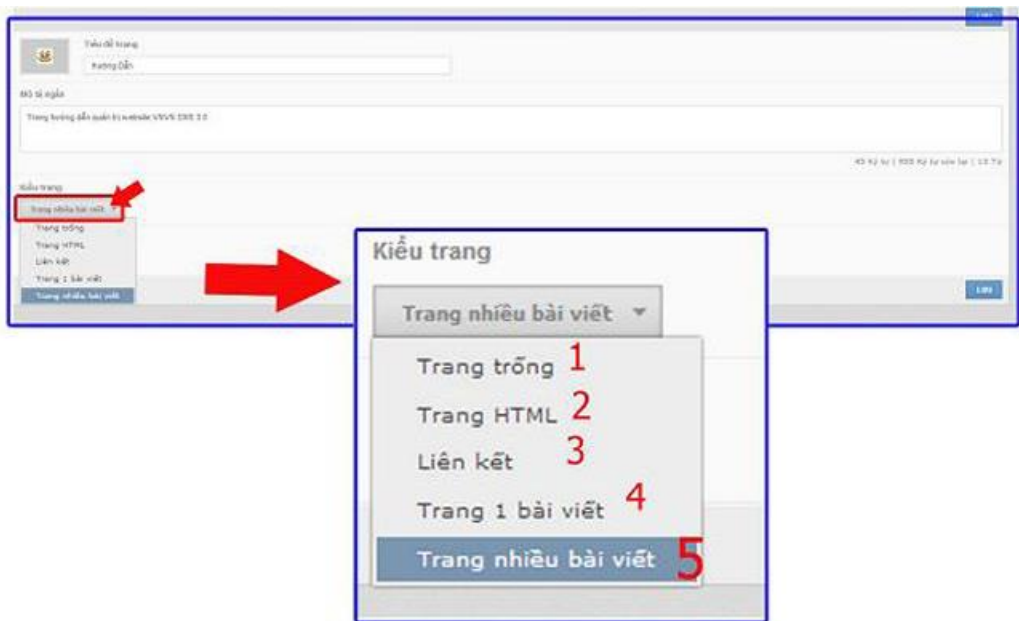 LƯU
Tiêu đề trang
Hướng Dẫn
Mô tả ngắn
Trang hướng dẫn quản trị website VNVN CMS 3.0
Kiểu trang
Trang nhiều bài viết
Trang trống
Trang HTML
Liên kết
Trang 1 bài viết
Trang nhiều bài viết
LƯU
Kiểu trang
Trang nhiều bài viết
Trang trống 1
Trang HTML 2
Liên kết 3
Trang 1 bài viết 4
Trang nhiều bài viết 5